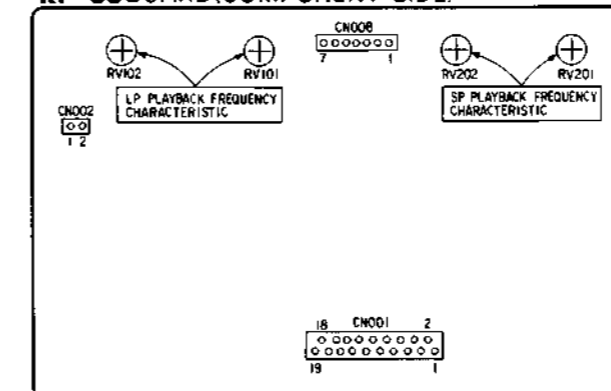 CN008
7 1
RV102 RV101
RV202 RV201
LP PLAYBACK FREQUENCY
CHARACTERISTIC
SP PLAYBACK FREQUENCY
CHARACTERISTIC
CN002
1 2
18 CN001 2
19 1